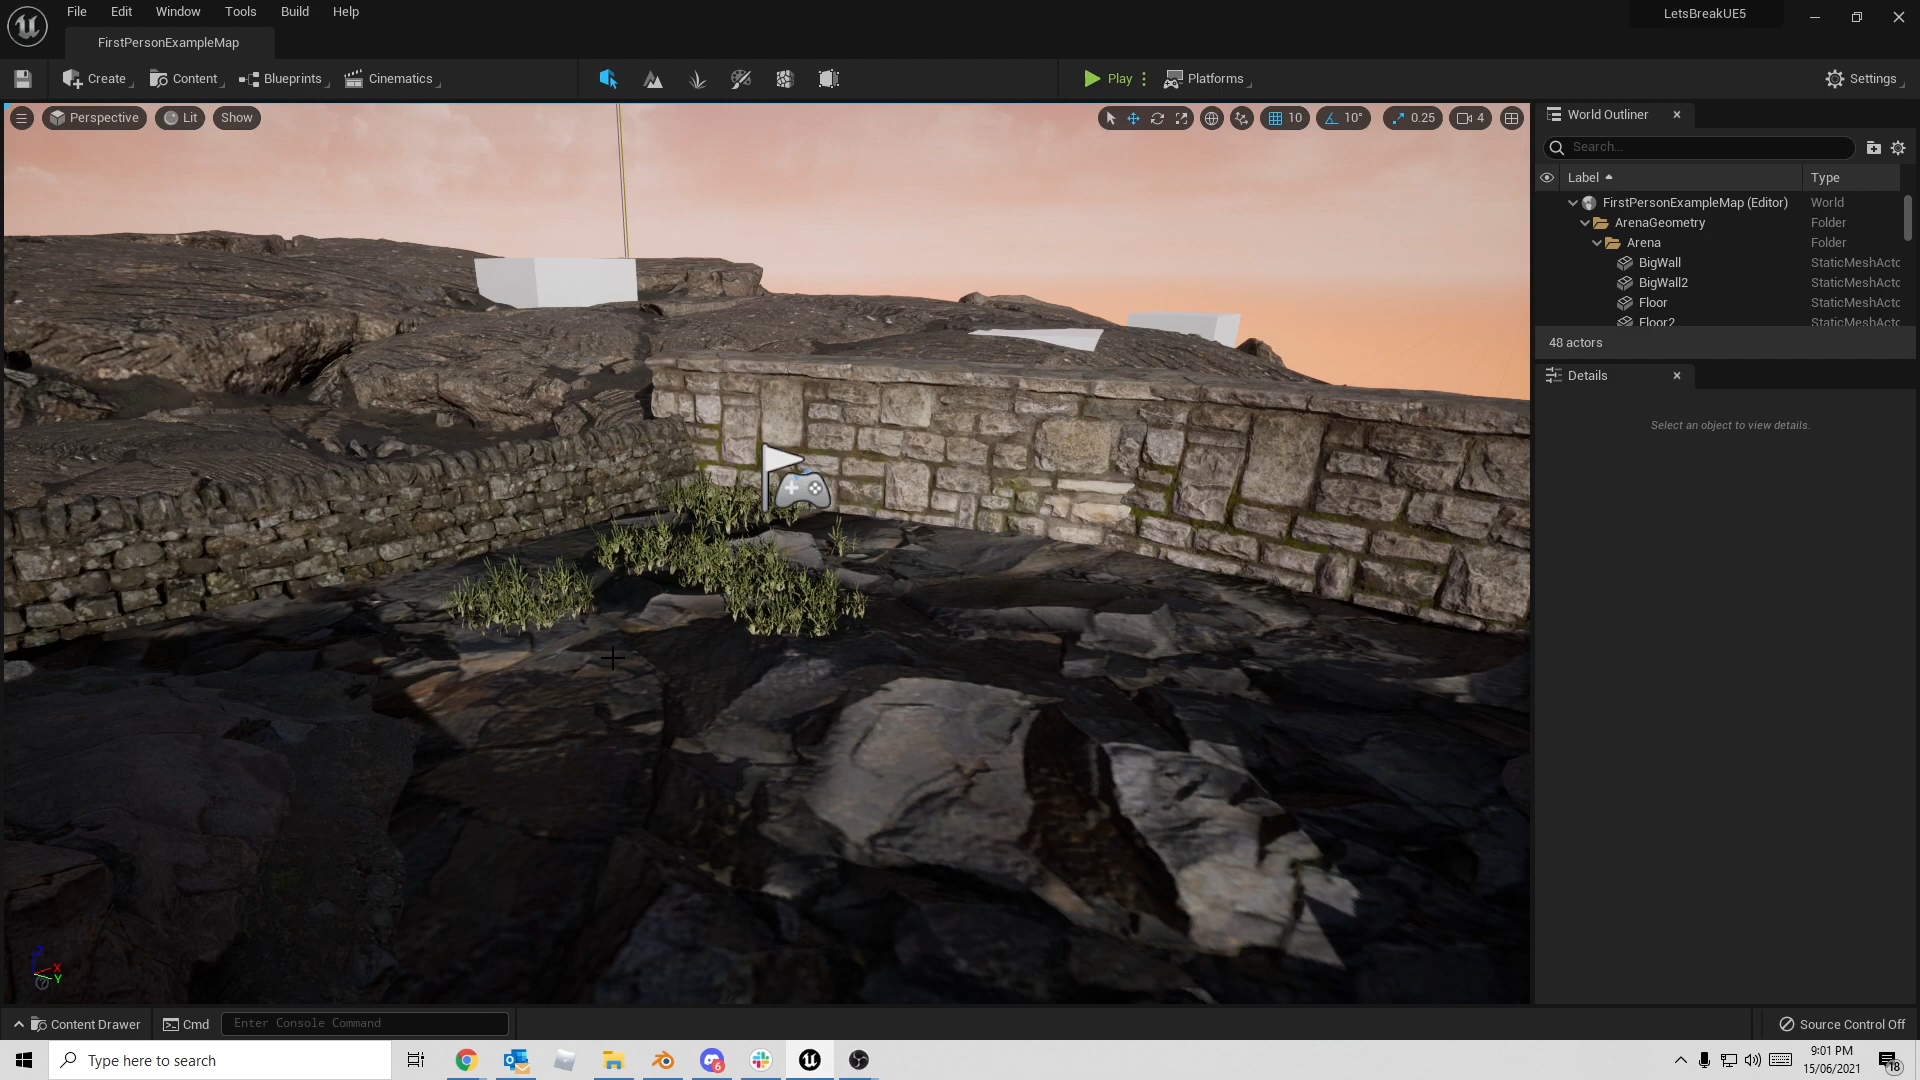 File Edit Window Tools Build Help
LetsBreakUE5
FirstPersonExampleMap
Create Content Blueprints Cinematics
Play Platforms
Settings
Perspective Lit Show
10 10° 0.25 4
World Outliner
Search...
Label Type
FirstPersonExampleMap (Editor) World
ArenaGeometry Folder
Arena Folder
BigWall StaticMeshActo
BigWall2 StaticMeshActo
Floor StaticMeshActo
Floor2 StaticMeshActo
48 actors
Details
Select an object to view details.
Z
X
Y
Content Drawer Cmd Enter Console Command
Source Control Off
Type here to search
6
9:01 PM
15/06/2021
18